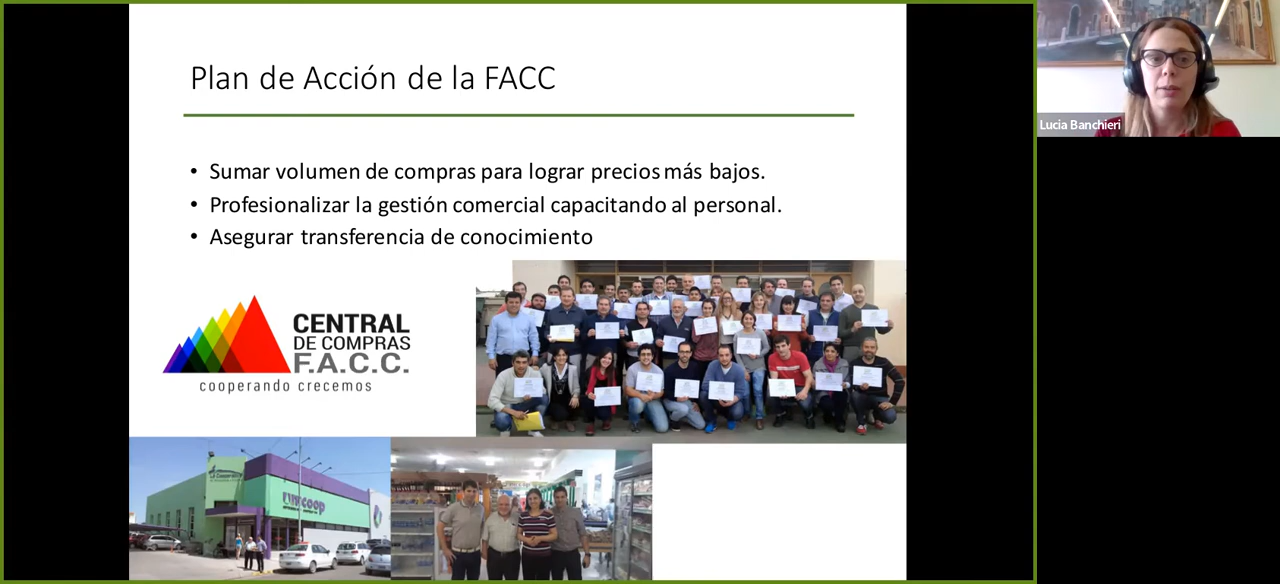 Plan de Acción de la FACC
• Sumar volumen de compras para lograr precios más bajos.
• Profesionalizar la gestión comercial capacitando al personal.
• Asegurar transferencia de conocimiento
CENTRAL
DE COMPRAS
F.A.C.C.
cooperando crecemos
Lucia Banchieri